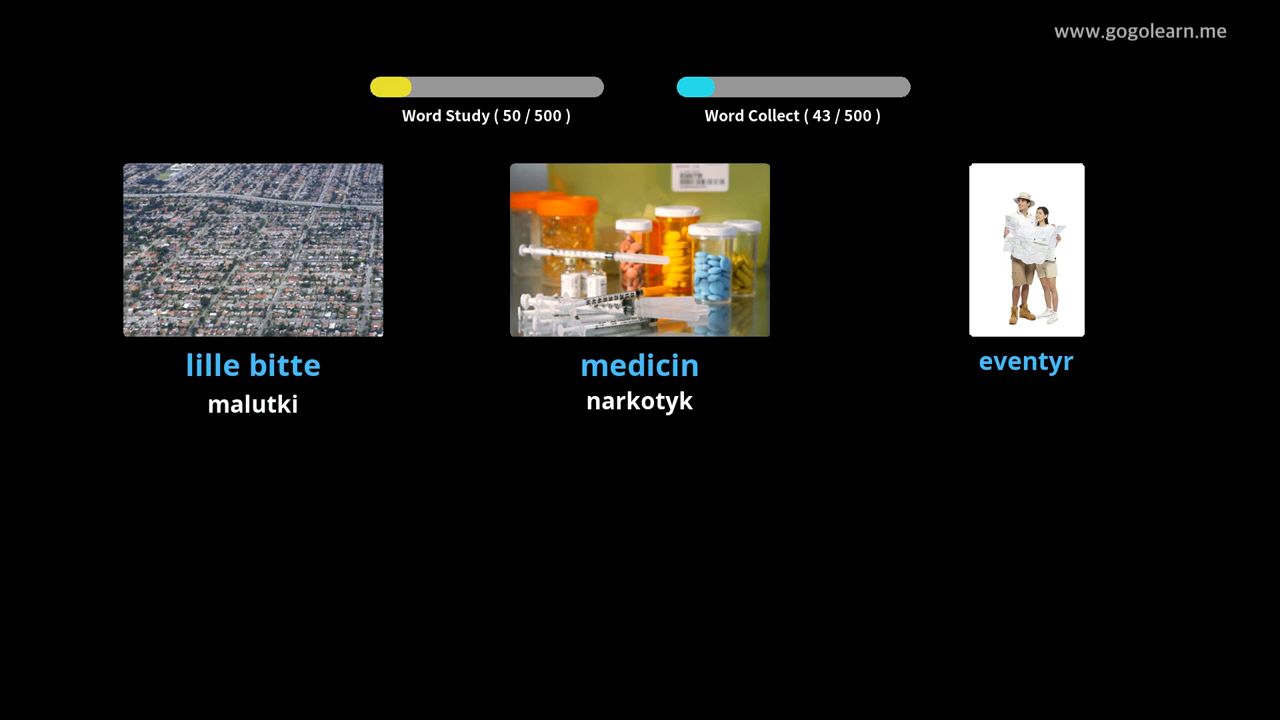 www.gogolearn.me
Word Study ( 50 / 500 )
Word Collect ( 43 / 500 )
lille bitte
malutki
medicin
narkotyk
eventyr